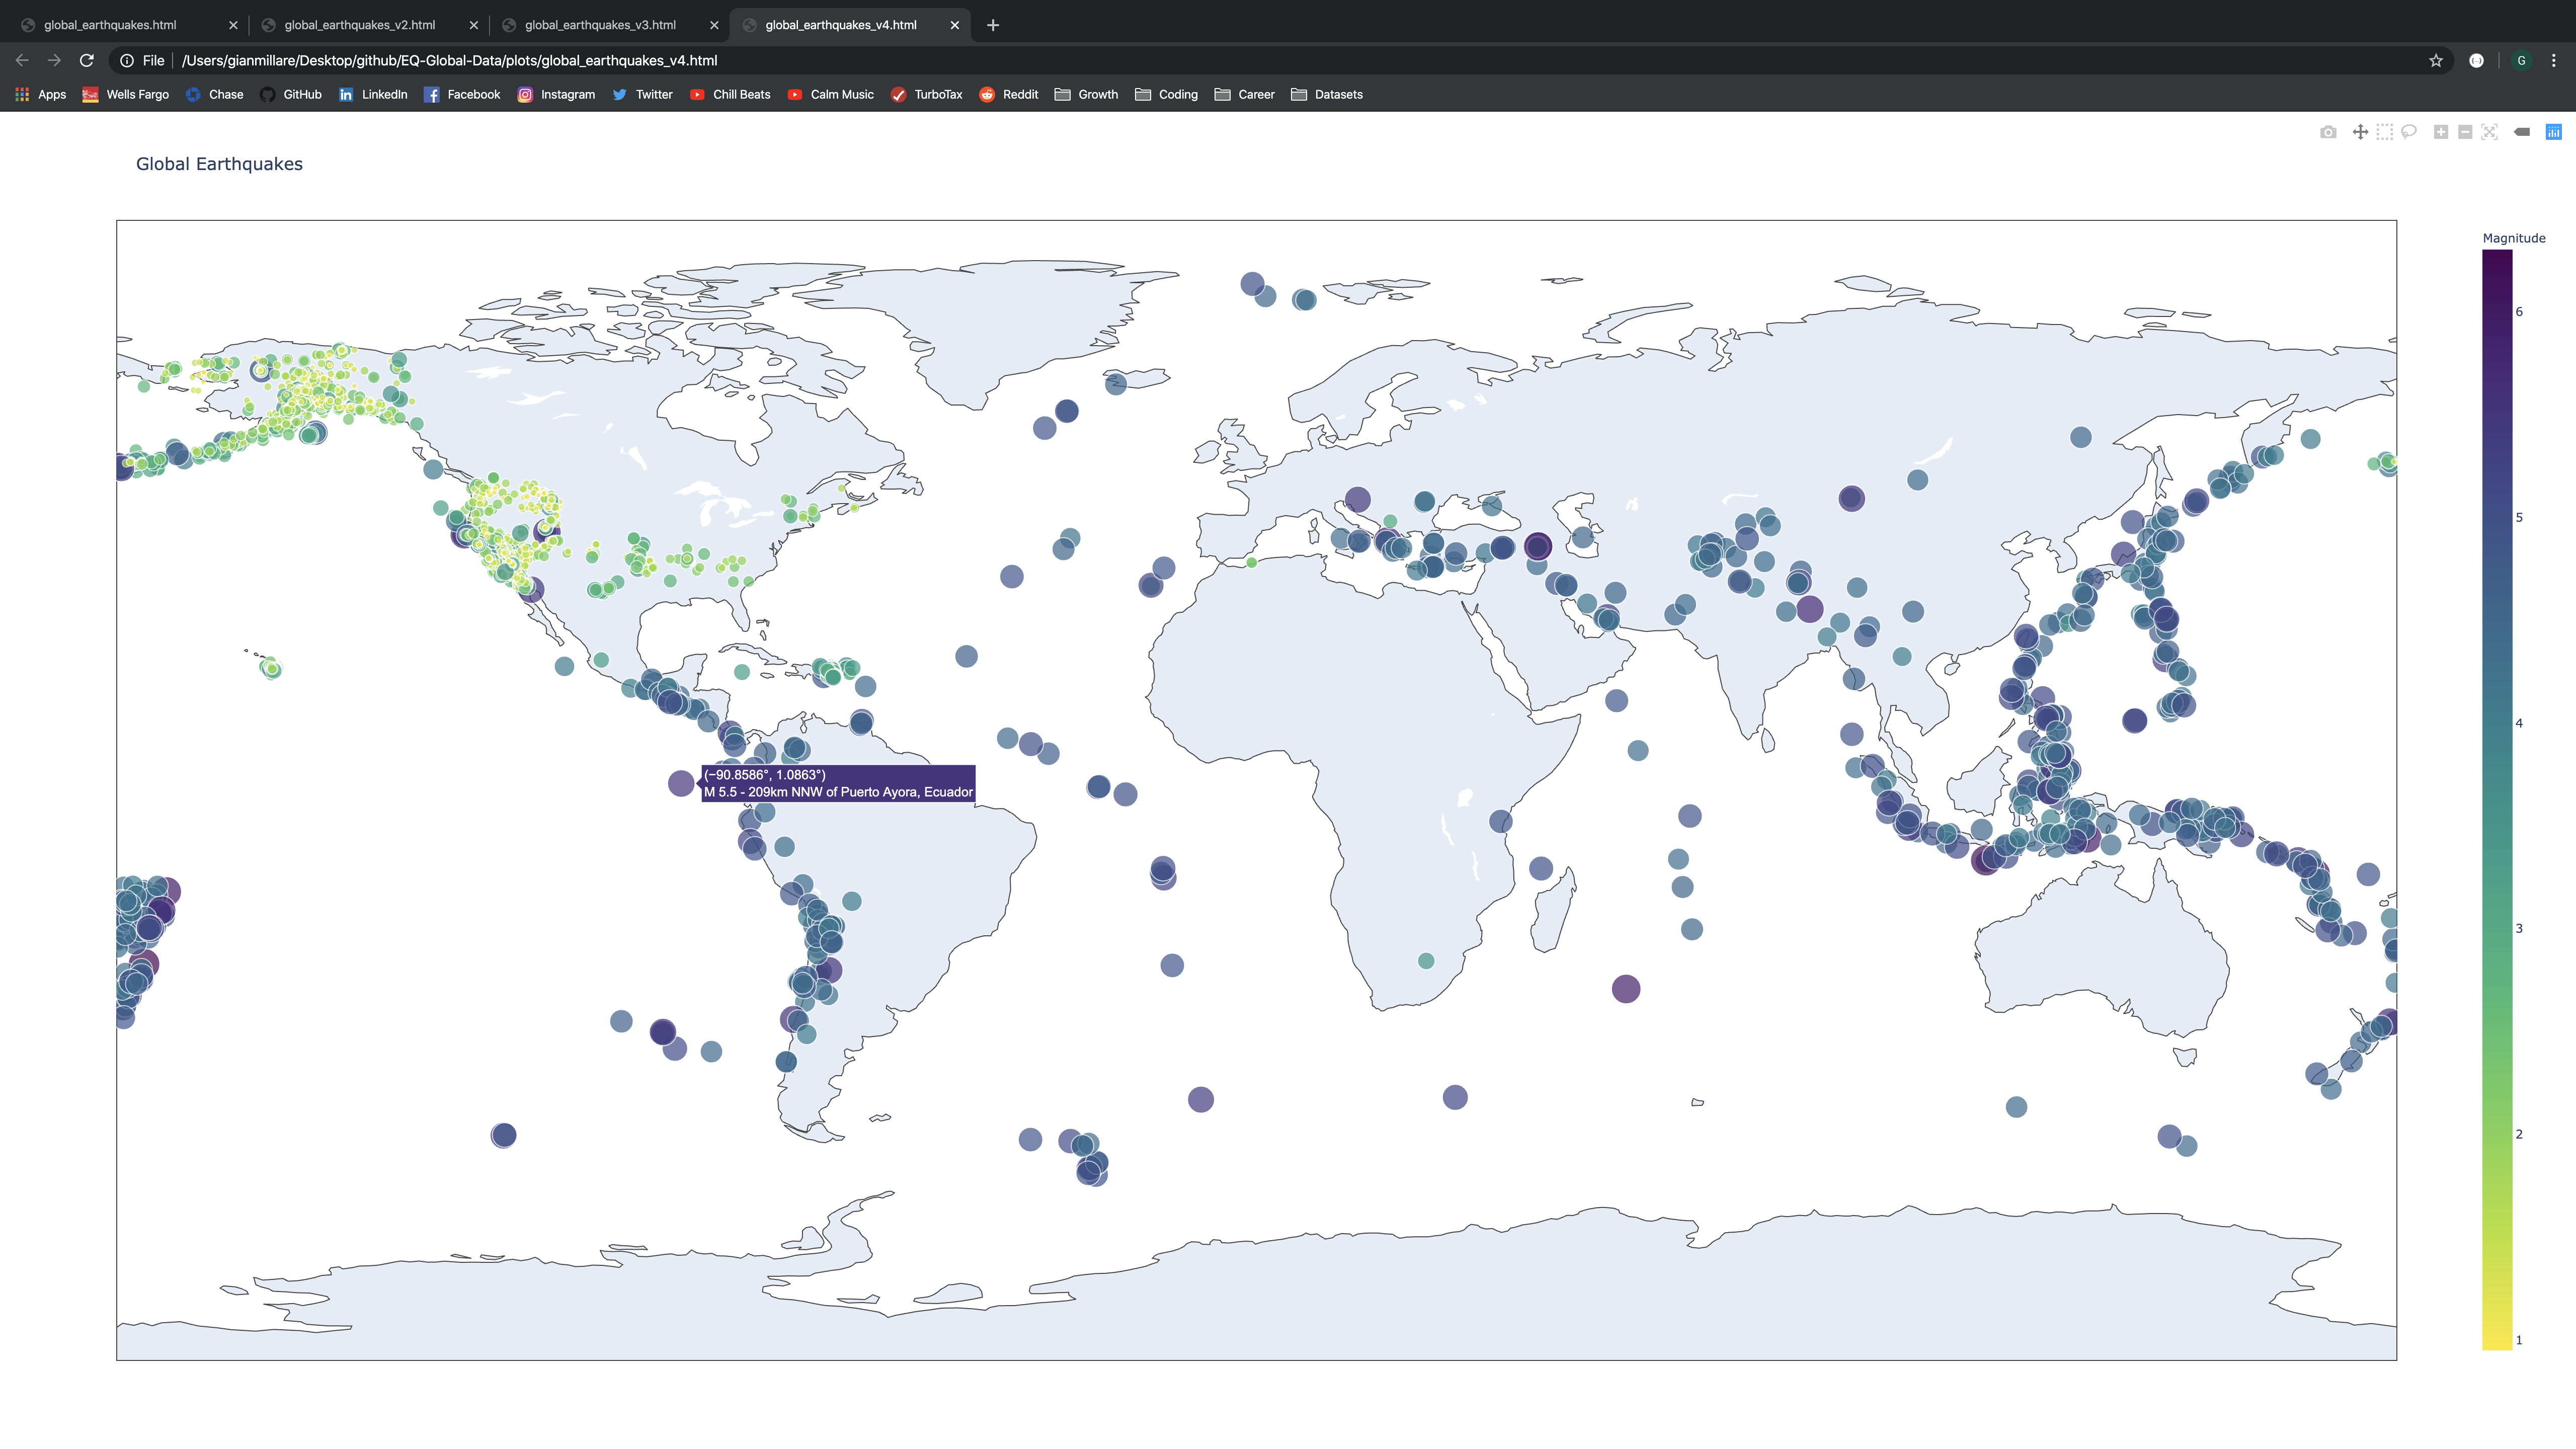 global_earthquakes.html
global_earthquakes_v2.html
global_earthquakes_v3.html
global_earthquakes_v4.html
File
/Users/gianmillare/Desktop/github/EQ-Global-Data/plots/global_earthquakes_v4.html
G
Apps
Wells Fargo
Chase
GitHub
LinkedIn
Facebook
Instagram
Twitter
Chill Beats
Calm Music
TurboTax
Reddit
Growth
Coding
Career
Datasets
Global Earthquakes
Magnitude
6
5
4
3
2
1
(−90.8586°, 1.0863°)
M 5.5 - 209km NNW of Puerto Ayora, Ecuador